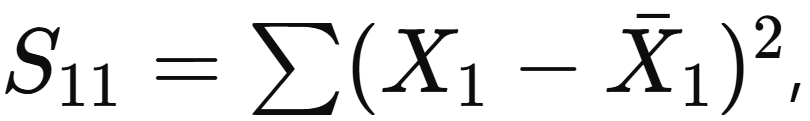 S₁₁ = ∑(X₁ − X̄₁)²,